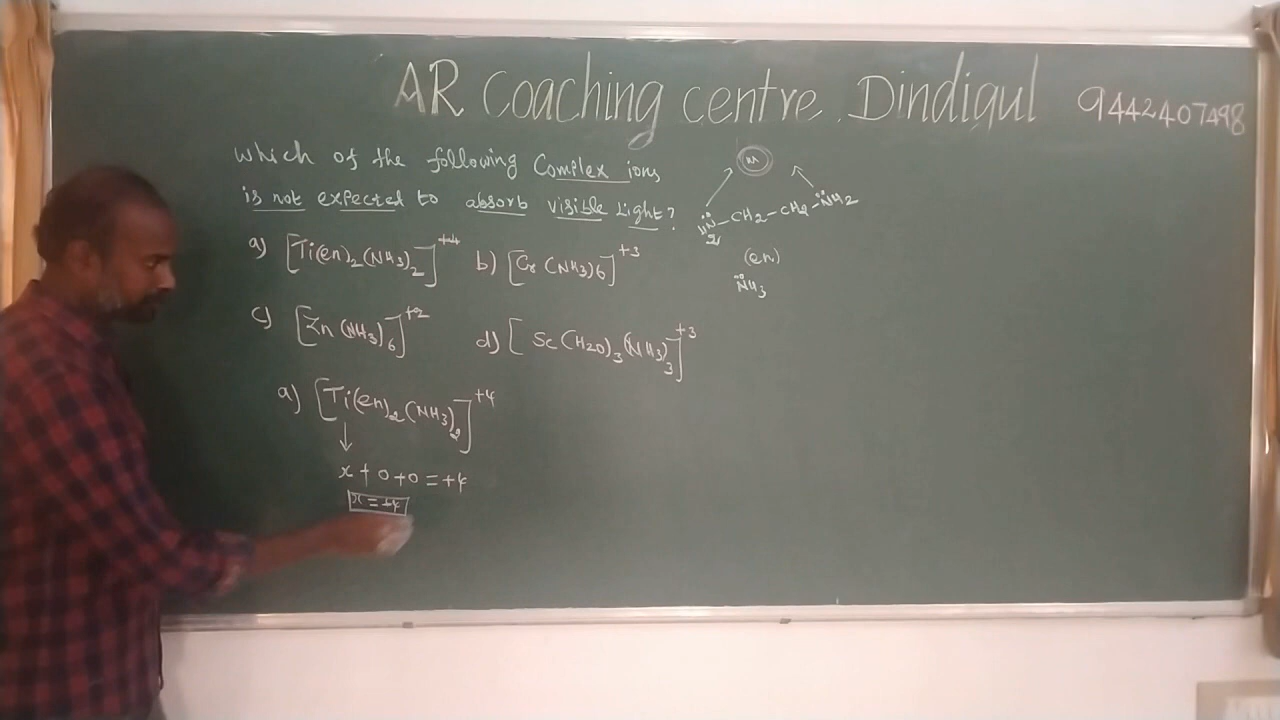 AR Coaching centre. Dindigul 9442407498
Which of the following Complex ions
is not expected to absorb visible Light?
a) [Ti(en)2(NH3)2]+4 b) [Cr(NH3)6]+3
c) [Zn(NH3)6]+2 d) [Sc(H2O)3(NH3)3]+3
a) [Ti(en)2(NH3)2]+4
↓
x + 0 + 0 = +4
x = +4
M
H2N̈ - CH2 - CH2 - N̈H2
(en)
N̈H3